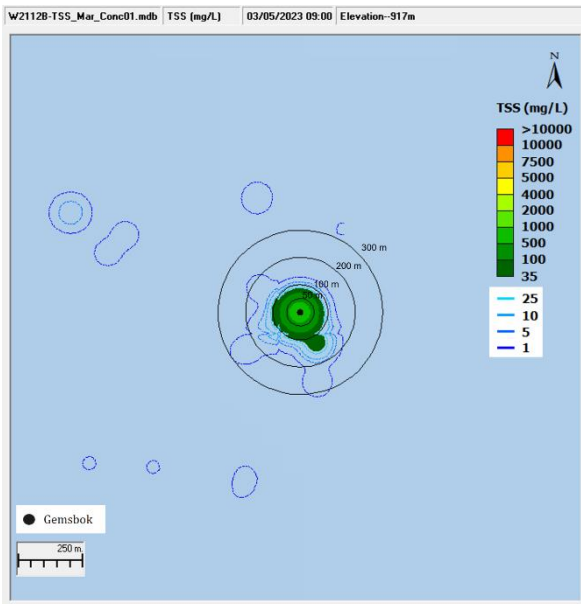 W2112B-TSS_Mar_Conc01.mdb TSS (mg/L) 03/05/2023 09:00 Elevation--917m
N
TSS (mg/L)
>10000
10000
7500
5000
4000
2000
1000
500
100
35
25
10
5
1
300 m
200 m
100 m
50 m
Gemsbok
250 m.